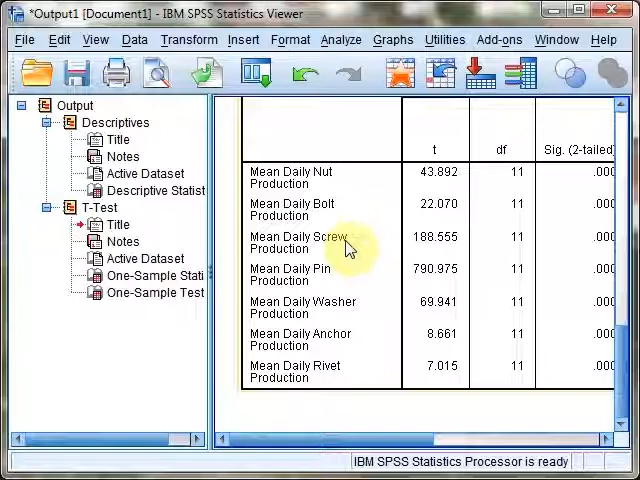 *Output1 [Document1] - IBM SPSS Statistics Viewer
File Edit View Data Transform Insert Format Analyze Graphs Utilities Add-ons Window Help
Output
Descriptives
Title
Notes
Active Dataset
Descriptive Statist
T-Test
Title
Notes
Active Dataset
One-Sample Stati
One-Sample Test
t df Sig. (2-tailed)
Mean Daily Nut
Production 43.892 11 .000
Mean Daily Bolt
Production 22.070 11 .000
Mean Daily Screw
Production 188.555 11 .000
Mean Daily Pin
Production 790.975 11 .000
Mean Daily Washer
Production 69.941 11 .000
Mean Daily Anchor
Production 8.661 11 .000
Mean Daily Rivet
Production 7.015 11 .000
IBM SPSS Statistics Processor is ready